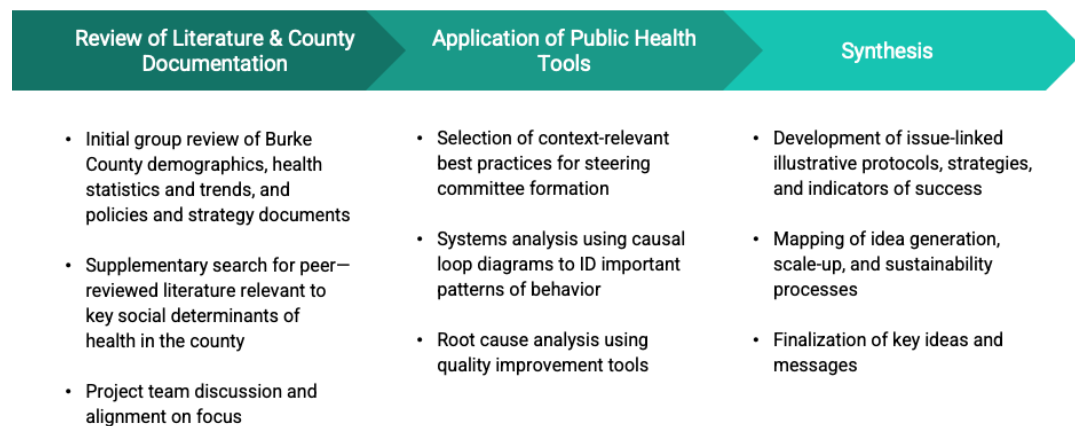 Review of Literature & County
Documentation
Application of Public Health
Tools
Synthesis
• Initial group review of Burke
County demographics, health
statistics and trends, and
policies and strategy documents
• Supplementary search for peer—
reviewed literature relevant to
key social determinants of
health in the county
• Project team discussion and
alignment on focus
• Selection of context-relevant
best practices for steering
committee formation
• Systems analysis using causal
loop diagrams to ID important
patterns of behavior
• Root cause analysis using
quality improvement tools
• Development of issue-linked
illustrative protocols, strategies,
and indicators of success
• Mapping of idea generation,
scale-up, and sustainability
processes
• Finalization of key ideas and
messages